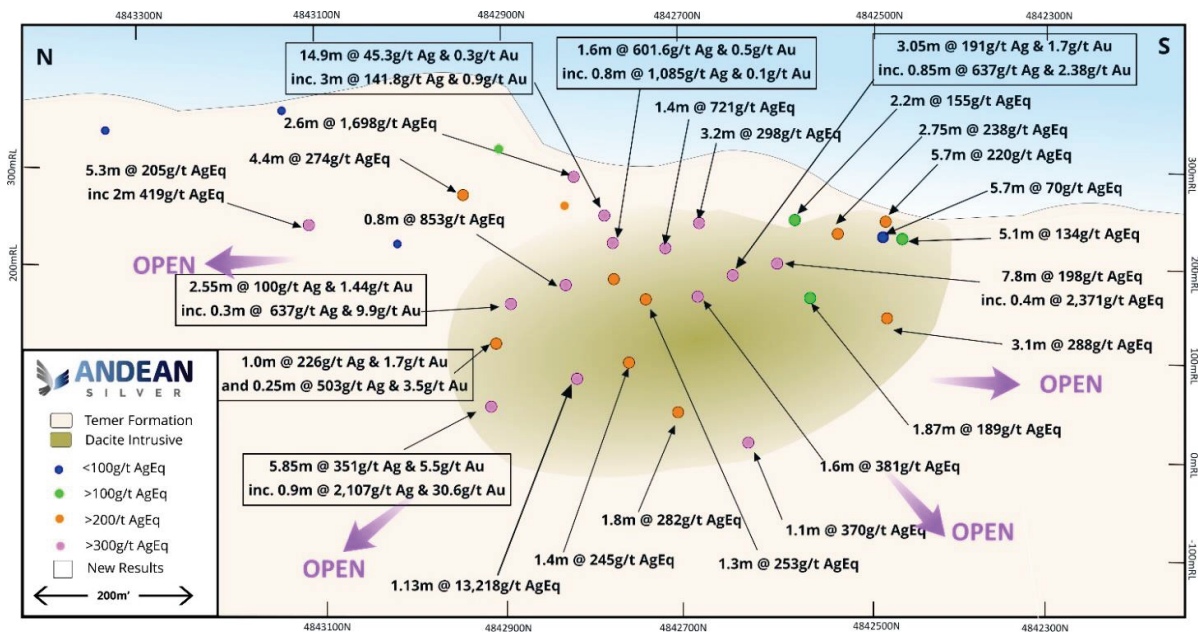 4843300N
4843100N
4842900N
4842700N
4842500N
4842300N
N
S
14.9m @ 45.3g/t Ag & 0.3g/t Au
inc. 3m @ 141.8g/t Ag & 0.9g/t Au
1.6m @ 601.6g/t Ag & 0.5g/t Au
inc. 0.8m @ 1,085g/t Ag & 0.1g/t Au
3.05m @ 191g/t Ag & 1.7g/t Au
inc. 0.85m @ 637g/t Ag & 2.38g/t Au
2.6m @ 1,698g/t AgEq
1.4m @ 721g/t AgEq
2.2m @ 155g/t AgEq
3.2m @ 298g/t AgEq
2.75m @ 238g/t AgEq
5.3m @ 205g/t AgEq
inc 2m 419g/t AgEq
4.4m @ 274g/t AgEq
5.7m @ 220g/t AgEq
5.7m @ 70g/t AgEq
300mRL
300mRL
0.8m @ 853g/t AgEq
5.1m @ 134g/t AgEq
200mRL
200mRL
OPEN
7.8m @ 198g/t AgEq
inc. 0.4m @ 2,371g/t AgEq
2.55m @ 100g/t Ag & 1.44g/t Au
inc. 0.3m @ 637g/t Ag & 9.9g/t Au
3.1m @ 288g/t AgEq
1.0m @ 226g/t Ag & 1.7g/t Au
and 0.25m @ 503g/t Ag & 3.5g/t Au
100mRL
OPEN
1.87m @ 189g/t AgEq
ANDEAN
SILVER
Temer Formation
Dacite Intrusive
<100g/t AgEq
>100g/t AgEq
>200/t AgEq
>300g/t AgEq
New Results
200m'
5.85m @ 351g/t Ag & 5.5g/t Au
inc. 0.9m @ 2,107g/t Ag & 30.6g/t Au
1.6m @ 381g/t AgEq
0mRL
1.8m @ 282g/t AgEq
1.1m @ 370g/t AgEq
OPEN
OPEN
1.4m @ 245g/t AgEq
1.3m @ 253g/t AgEq
1.13m @ 13,218g/t AgEq
-100mRL
4843100N
4842900N
4842700N
4842500N
4842300N